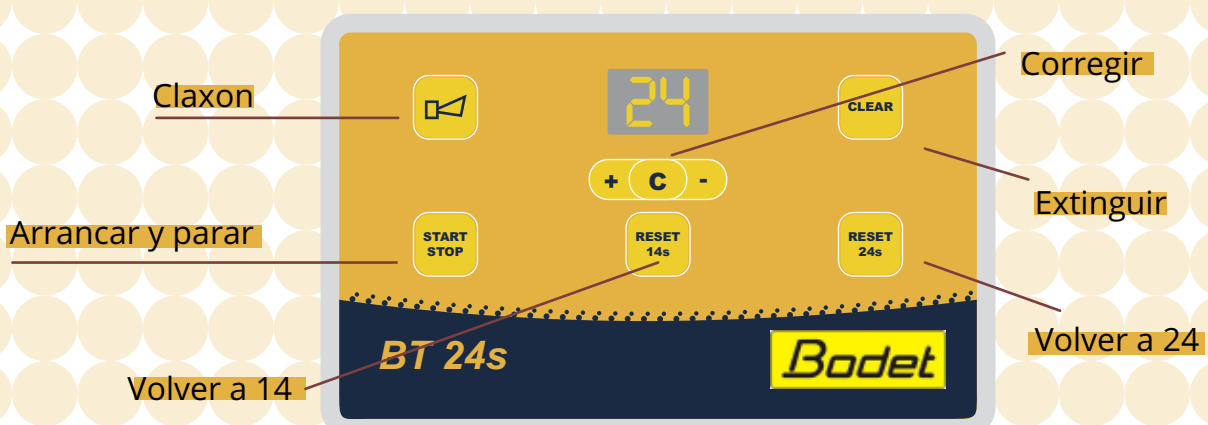 Corregir
Claxon
24
CLEAR
+ C -
Extinguir
Arrancar y parar
START
STOP
RESET
14s
RESET
24s
Volver a 24
BT 24s
Bodet
Volver a 14